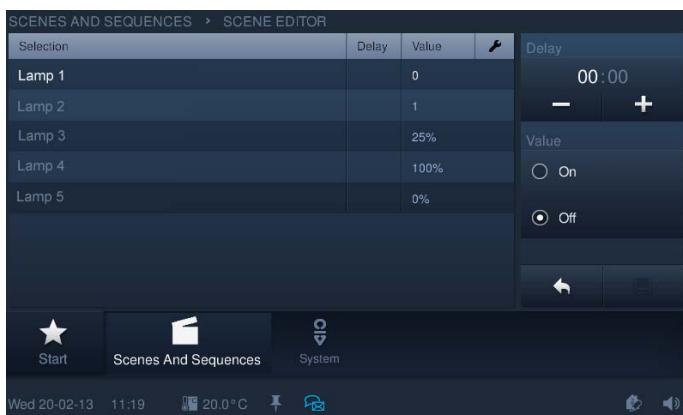 SCENES AND SEQUENCES > SCENE EDITOR
Selection Delay Value
Delay
Lamp 1 0
00:00
Lamp 2 1
Lamp 3 25%
Value
Lamp 4 100%
On
Lamp 5 0%
Off
Start Scenes And Sequences System
Wed 20-02-13 11:19 20.0°C